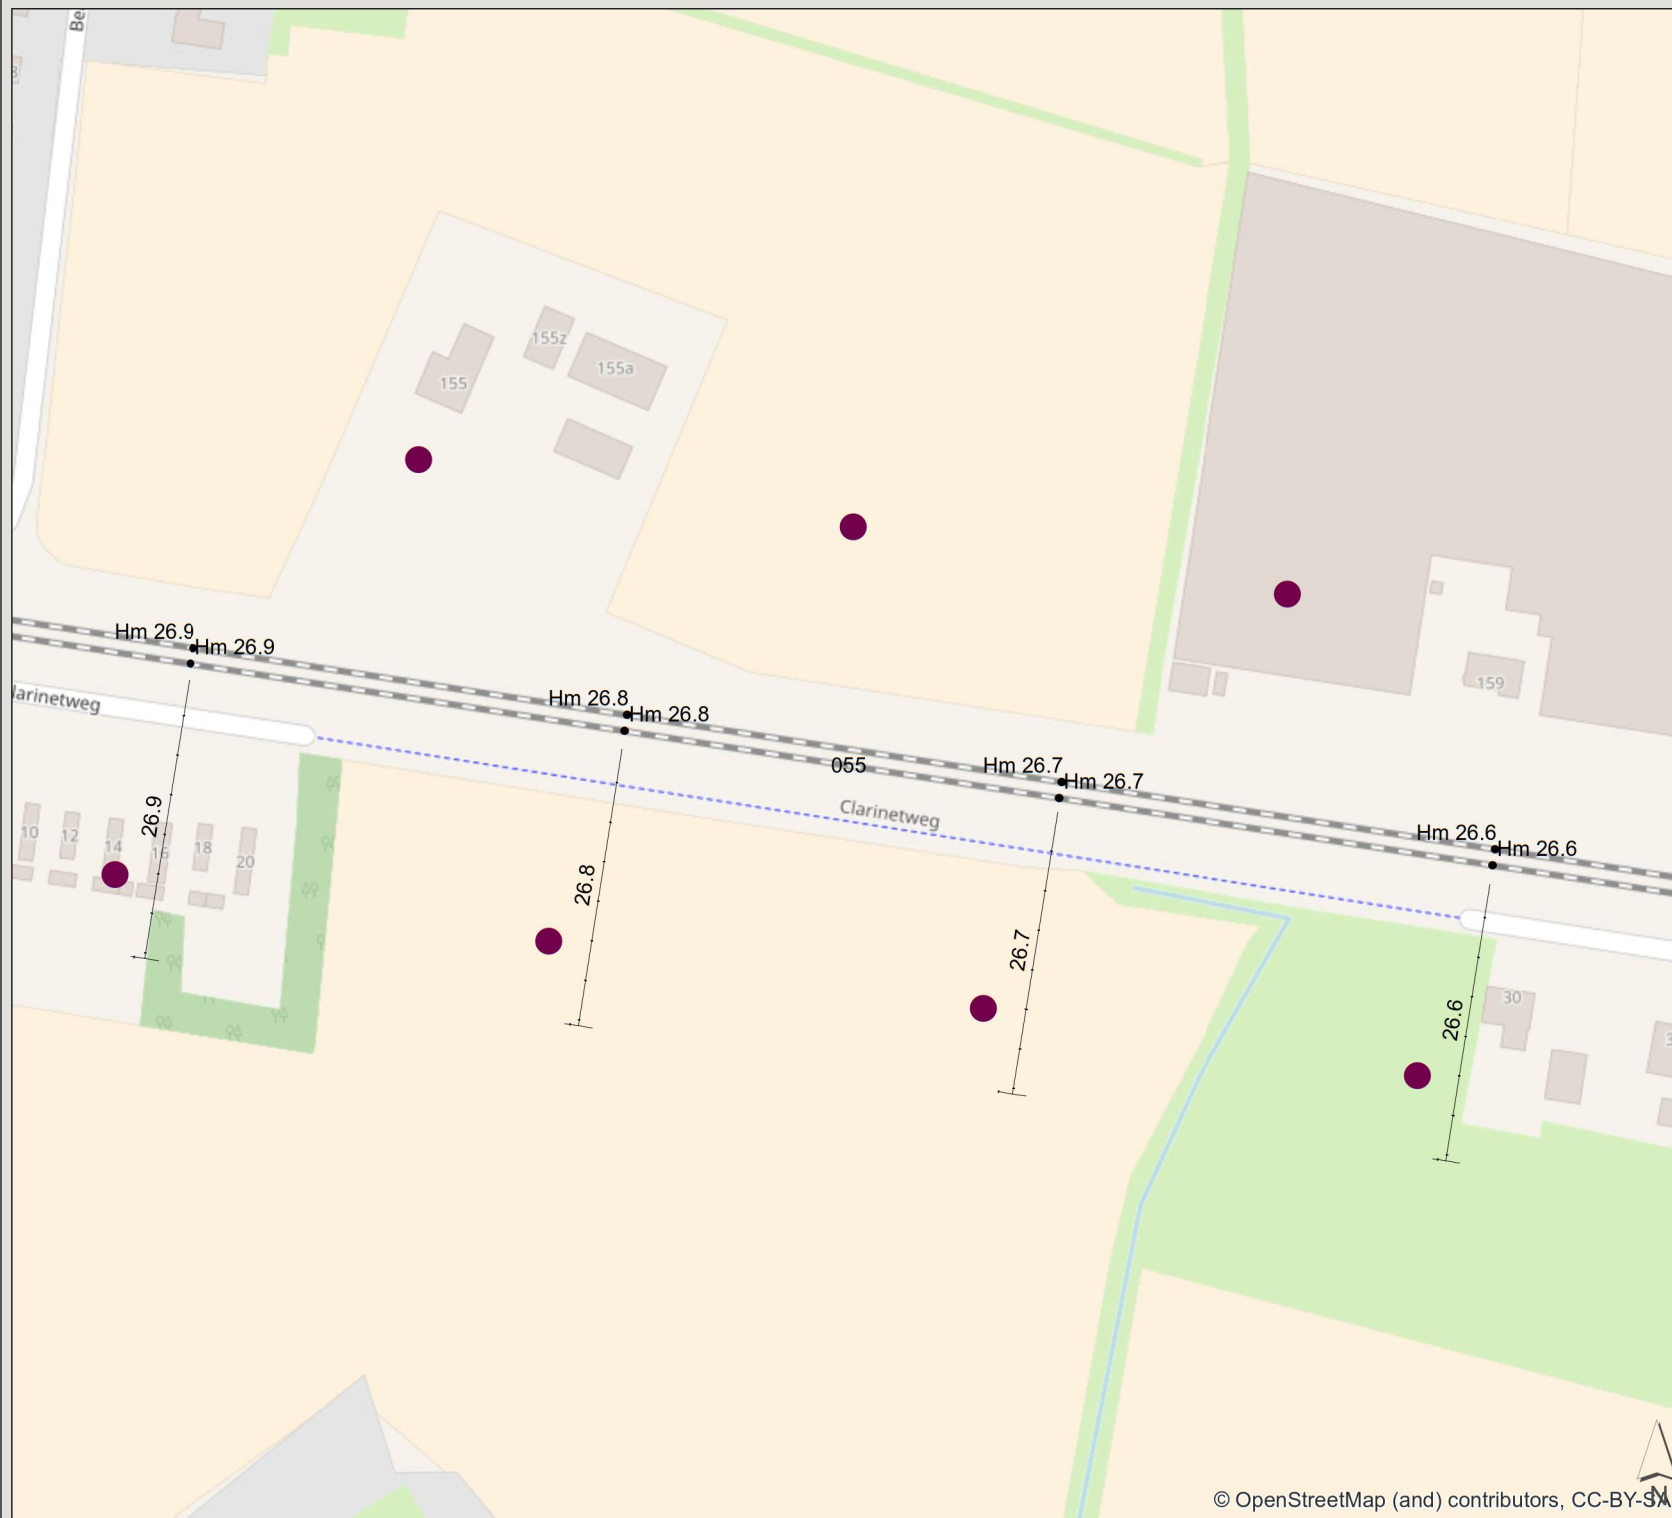 Be
8
155z
155a
155
Hm 26.9
Hm 26.9
159
larinetweg
Hm 26.8
Hm 26.8
055
Hm 26.7
Hm 26.7
26.9
Clarinetweg
Hm 26.6
Hm 26.6
10
12
14
16
18
20
26.8
26.7
30
26.6
3
© OpenStreetMap (and) contributors, CC-BY-SA
N